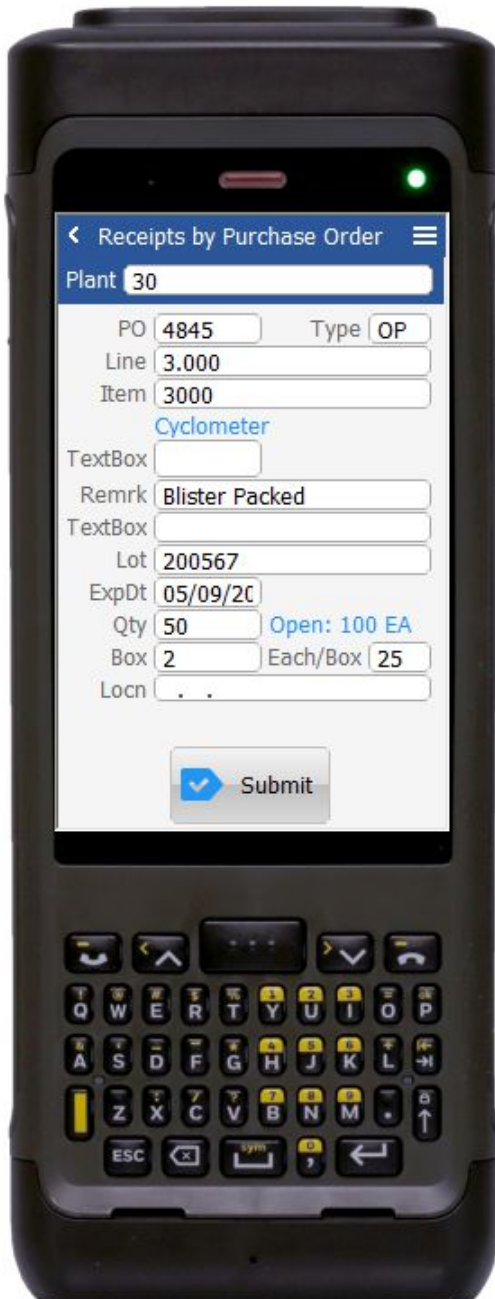 < Receipts by Purchase Order
Plant 30
PO 4845 Type OP
Line 3.000
Item 3000
Cyclometer
TextBox
Remrk Blister Packed
TextBox
Lot 200567
ExpDt 05/09/20
Qty 50 Open: 100 EA
Box 2 Each/Box 25
Locn . .
Submit
Q W E R T Y U I O P
A S D F G H J K L
Z X C V B N M .
ESC sym 0 ,